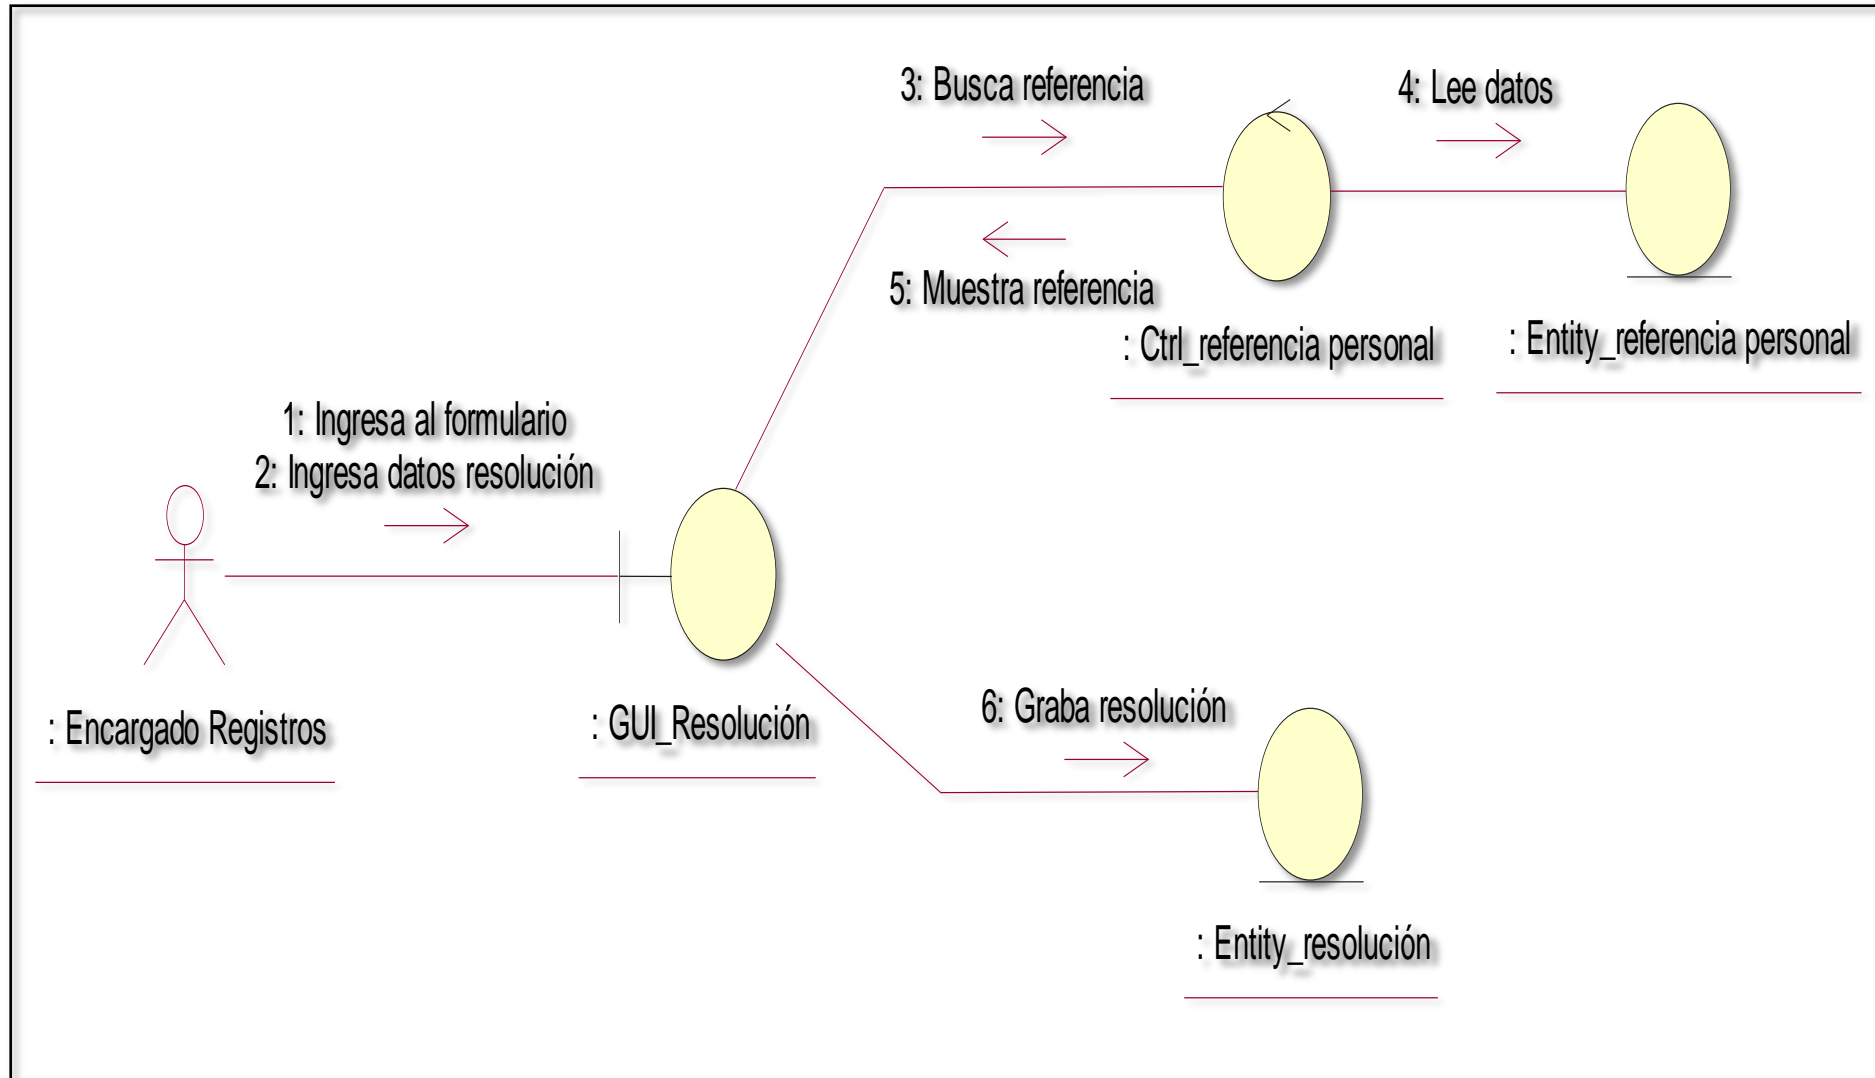 3: Busca referencia
4: Lee datos
5: Muestra referencia
: Ctrl_referencia personal
: Entity_referencia personal
1: Ingresa al formulario
2: Ingresa datos resolución
: Encargado Registros
: GUI_Resolución
6: Graba resolución
: Entity_resolución